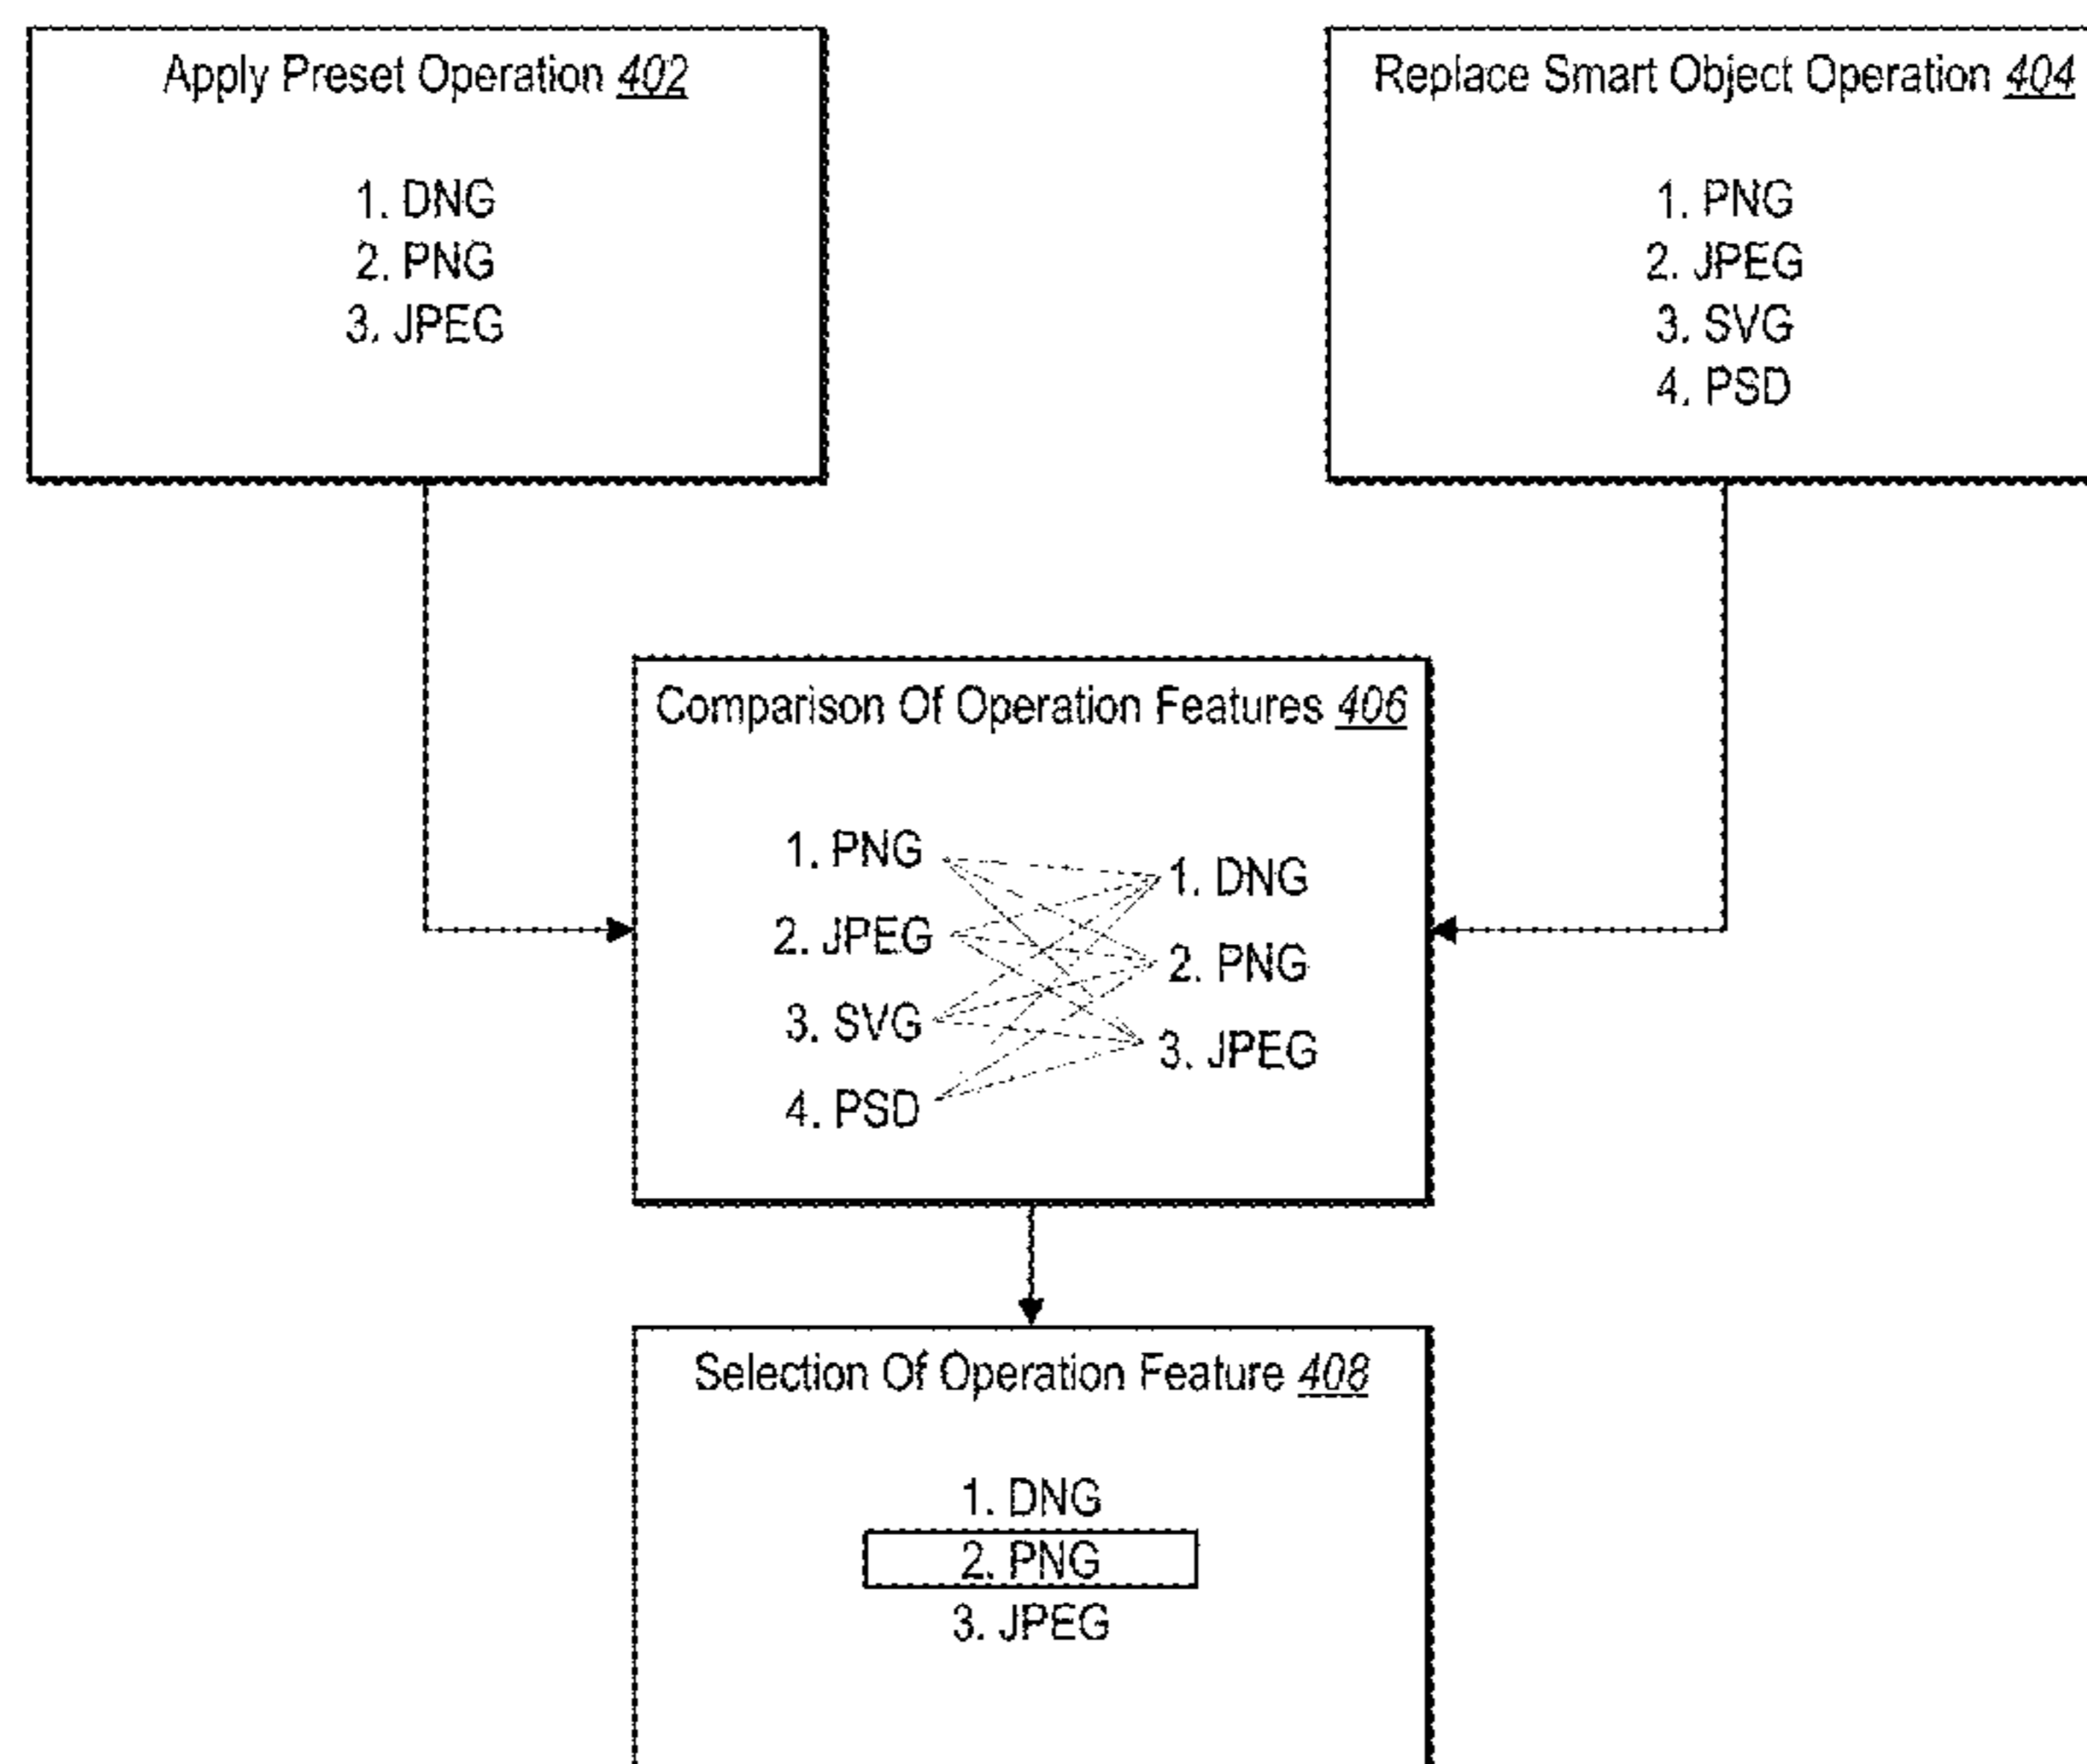 Apply Preset Operation 402
1. DNG
2. PNG
3. JPEG
Replace Smart Object Operation 404
1. PNG
2. JPEG
3. SVG
4. PSD
Comparison Of Operation Features 406
1. PNG
2. JPEG
3. SVG
4. PSD
1. DNG
2. PNG
3. JPEG
Selection Of Operation Feature 408
1. DNG
2. PNG
3. JPEG